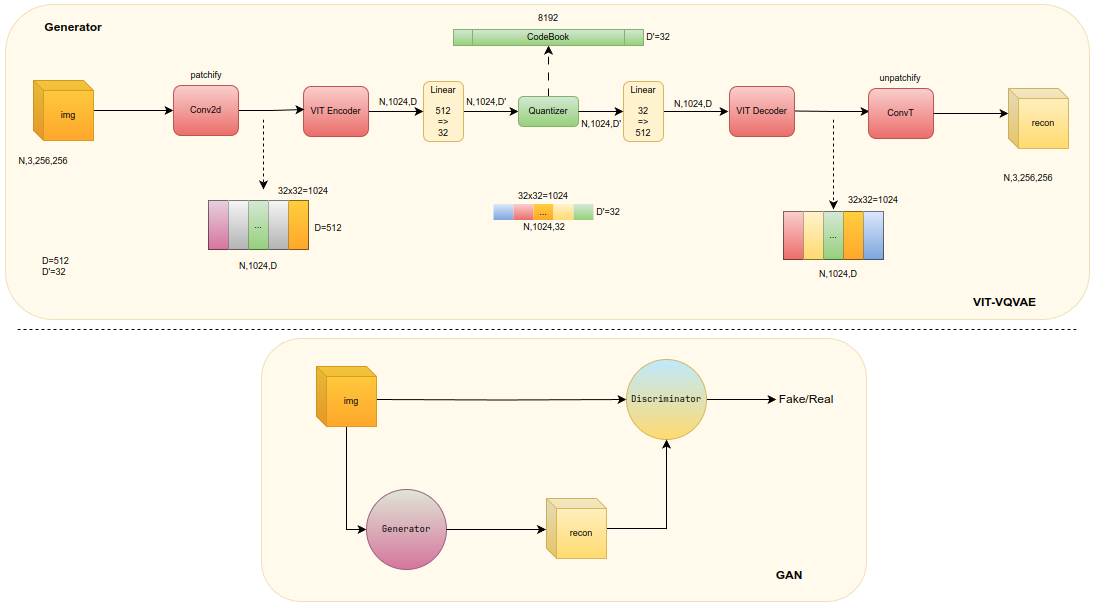 Generator
8192
CodeBook
D'=32
patchify
unpatchify
img
Conv2d
VIT Encoder
N,1024,D
Linear
512
=>
32
N,1024,D'
Quantizer
N,1024,D'
Linear
32
=>
512
N,1024,D
VIT Decoder
ConvT
recon
N,3,256,256
N,3,256,256
32x32=1024
...
D=512
N,1024,D
32x32=1024
...
D'=32
N,1024,32
32x32=1024
...
N,1024,D
D=512
D'=32
VIT-VQVAE
img
Discriminator
Fake/Real
Generator
recon
GAN